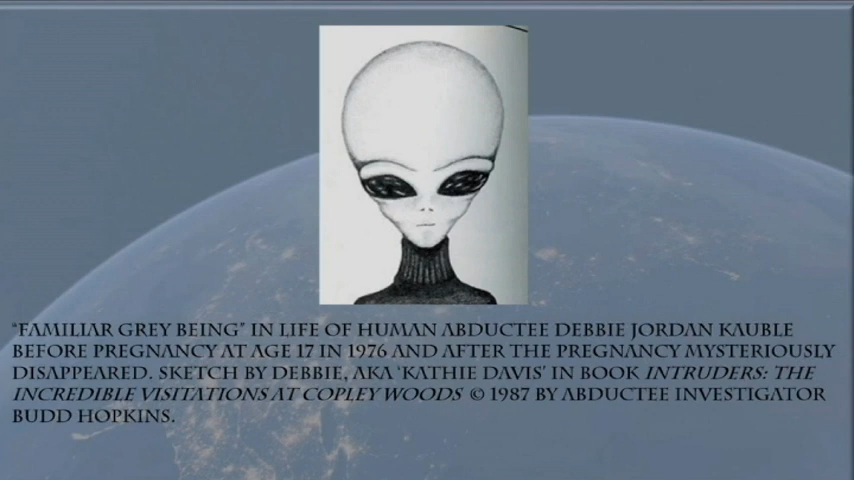 "FAMILIAR GREY BEING" IN LIFE OF HUMAN ABDUCTEE DEBBIE JORDAN KAUBLE
BEFORE PREGNANCY AT AGE 17 IN 1976 AND AFTER THE PREGNANCY MYSTERIOUSLY
DISAPPEARED. SKETCH BY DEBBIE, AKA 'KATHIE DAVIS' IN BOOK INTRUDERS: THE
INCREDIBLE VISITATIONS AT COPLEY WOODS © 1987 BY ABDUCTEE INVESTIGATOR
BUDD HOPKINS.